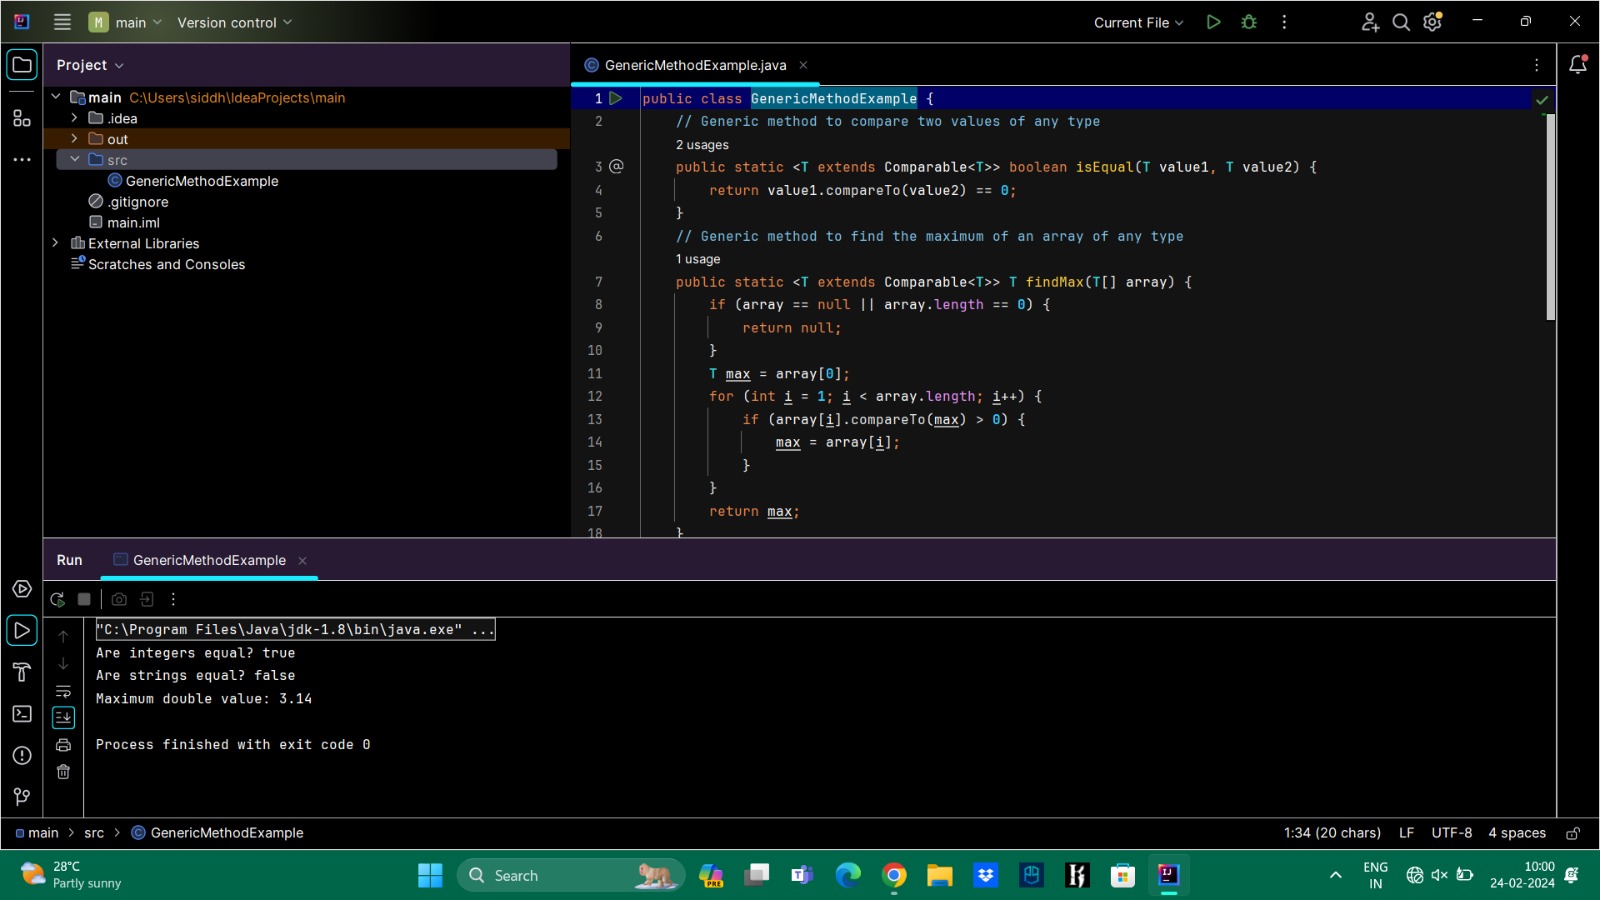 M main Version control Current File
Project
GenericMethodExample.java
main C:\Users\siddh\IdeaProjects\main
.idea
out
src
GenericMethodExample
.gitignore
main.iml
External Libraries
Scratches and Consoles
1 public class GenericMethodExample {
2 // Generic method to compare two values of any type
2 usages
3 @ public static <T extends Comparable<T>> boolean isEqual(T value1, T value2) {
4 return value1.compareTo(value2) == 0;
5 }
6 // Generic method to find the maximum of an array of any type
1 usage
7 public static <T extends Comparable<T>> T findMax(T[] array) {
8 if (array == null || array.length == 0) {
9 return null;
10 }
11 T max = array[0];
12 for (int i = 1; i < array.length; i++) {
13 if (array[i].compareTo(max) > 0) {
14 max = array[i];
15 }
16 }
17 return max;
18 }
Run GenericMethodExample
"C:\Program Files\Java\jdk-1.8\bin\java.exe" ...
Are integers equal? true
Are strings equal? false
Maximum double value: 3.14
Process finished with exit code 0
main > src > GenericMethodExample 1:34 (20 chars) LF UTF-8 4 spaces
28°C
Partly sunny
Search
PRE
ENG
IN
10:00
24-02-2024